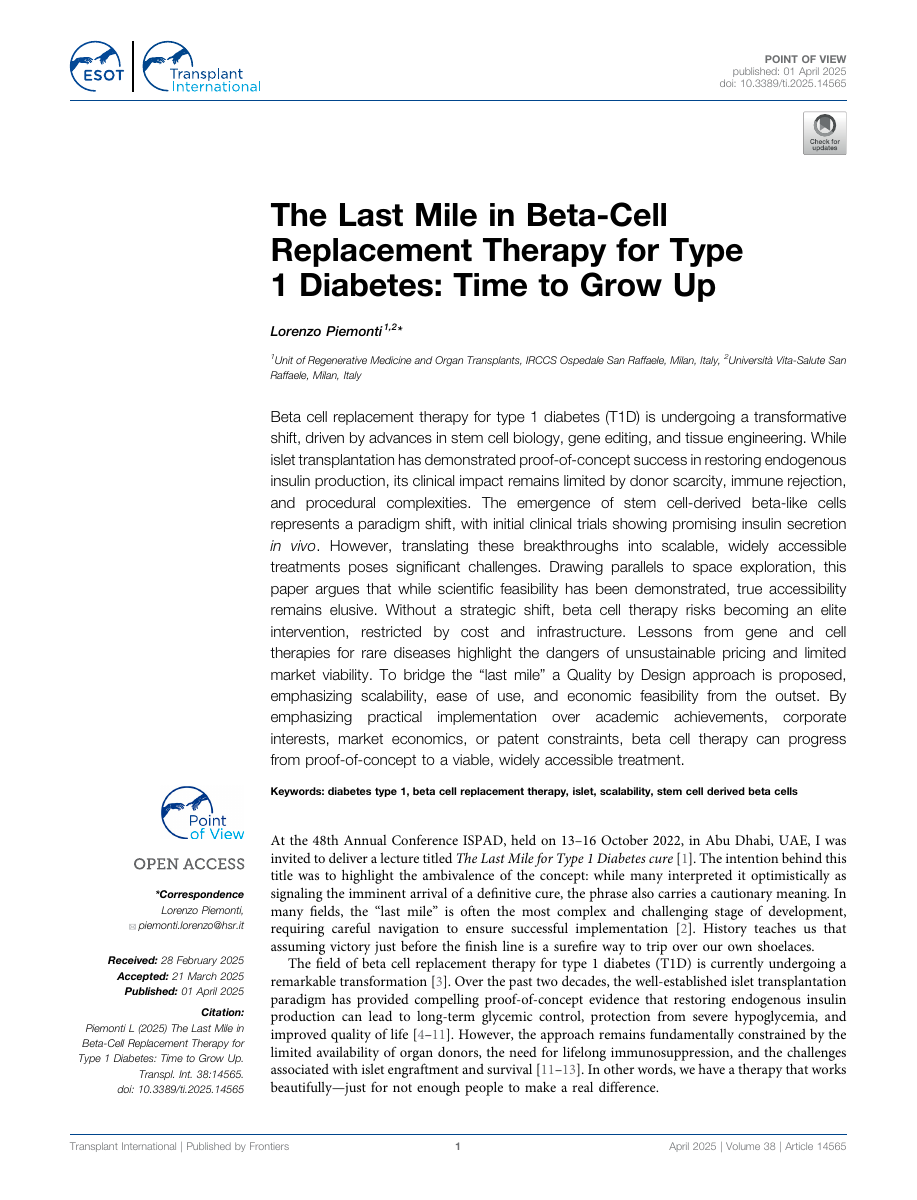 ESOT
Transplant
International
POINT OF VIEW
published: 01 April 2025
doi: 10.3389/ti.2025.14565
Check for
updates
The Last Mile in Beta-Cell
Replacement Therapy for Type
1 Diabetes: Time to Grow Up
Lorenzo Piemonti 1,2*
1Unit of Regenerative Medicine and Organ Transplants, IRCCS Ospedale San Raffaele, Milan, Italy, 2Università Vita-Salute San
Raffaele, Milan, Italy
Beta cell replacement therapy for type 1 diabetes (T1D) is undergoing a transformative
shift, driven by advances in stem cell biology, gene editing, and tissue engineering. While
islet transplantation has demonstrated proof-of-concept success in restoring endogenous
insulin production, its clinical impact remains limited by donor scarcity, immune rejection,
and procedural complexities. The emergence of stem cell-derived beta-like cells
represents a paradigm shift, with initial clinical trials showing promising insulin secretion
in vivo. However, translating these breakthroughs into scalable, widely accessible
treatments poses significant challenges. Drawing parallels to space exploration, this
paper argues that while scientific feasibility has been demonstrated, true accessibility
remains elusive. Without a strategic shift, beta cell therapy risks becoming an elite
intervention, restricted by cost and infrastructure. Lessons from gene and cell
therapies for rare diseases highlight the dangers of unsustainable pricing and limited
market viability. To bridge the “last mile” a Quality by Design approach is proposed,
emphasizing scalability, ease of use, and economic feasibility from the outset. By
emphasizing practical implementation over academic achievements, corporate
interests, market economics, or patent constraints, beta cell therapy can progress
from proof-of-concept to a viable, widely accessible treatment.
Keywords: diabetes type 1, beta cell replacement therapy, islet, scalability, stem cell derived beta cells
Point
of View
OPEN ACCESS
*Correspondence
Lorenzo Piemonti,
piemonti.lorenzo@hsr.it
Received: 28 February 2025
Accepted: 21 March 2025
Published: 01 April 2025
Citation:
Piemonti L (2025) The Last Mile in
Beta-Cell Replacement Therapy for
Type 1 Diabetes: Time to Grow Up.
Transpl. Int. 38:14565.
doi: 10.3389/ti.2025.14565
At the 48th Annual Conference ISPAD, held on 13–16 October 2022, in Abu Dhabi, UAE, I was
invited to deliver a lecture titled The Last Mile for Type 1 Diabetes cure [1]. The intention behind this
title was to highlight the ambivalence of the concept: while many interpreted it optimistically as
signaling the imminent arrival of a definitive cure, the phrase also carries a cautionary meaning. In
many fields, the “last mile” is often the most complex and challenging stage of development,
requiring careful navigation to ensure successful implementation [2]. History teaches us that
assuming victory just before the finish line is a surefire way to trip over our own shoelaces.
The field of beta cell replacement therapy for type 1 diabetes (T1D) is currently undergoing a
remarkable transformation [3]. Over the past two decades, the well-established islet transplantation
paradigm has provided compelling proof-of-concept evidence that restoring endogenous insulin
production can lead to long-term glycemic control, protection from severe hypoglycemia, and
improved quality of life [4–11]. However, the approach remains fundamentally constrained by the
limited availability of organ donors, the need for lifelong immunosuppression, and the challenges
associated with islet engraftment and survival [11–13]. In other words, we have a therapy that works
beautifully—just for not enough people to make a real difference.
Transplant International | Published by Frontiers
1
April 2025 | Volume 38 | Article 14565